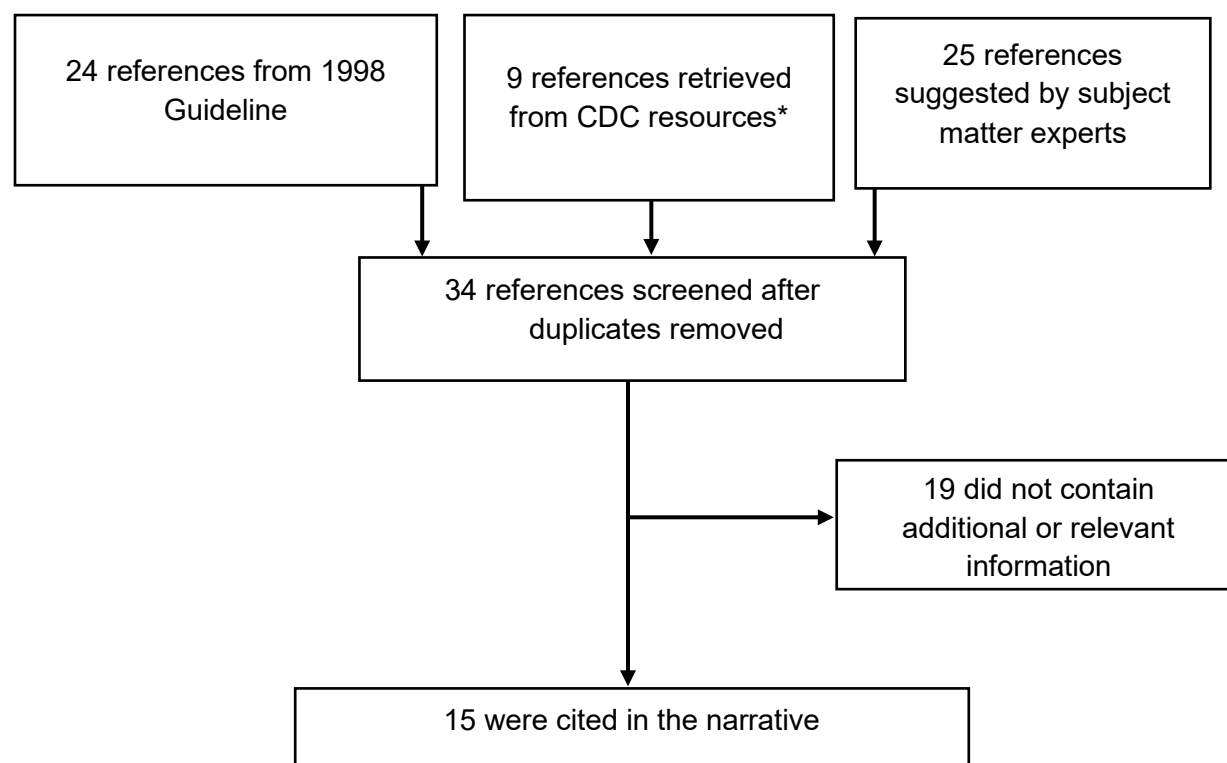 24 references from 1998
Guideline
9 references retrieved
from CDC resources*
25 references
suggested by subject
matter experts
34 references screened after
duplicates removed
19 did not contain
additional or relevant
information
15 were cited in the narrative